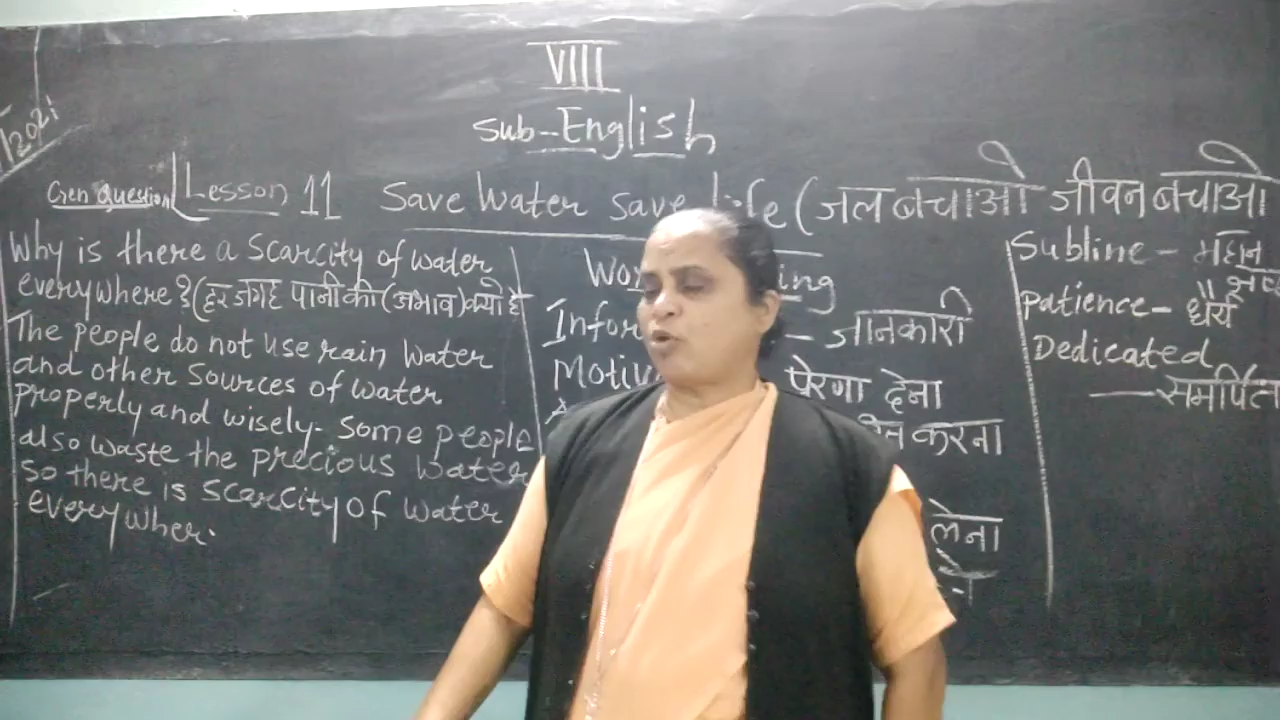 2021
VIII
Sub-English
Gen Question
Lesson 11 Save Water save life (जल बचाओ जीवन बचाओ
Why is there a Scarcity of water
everywhere ? (हर जगह पानी की (अभाव) क्यो है
The people do not use rain water
and other Sources of water
properly and wisely. Some people
also waste the precious water
So there is scarcity of water
everywher.
Wo ing
Infor - जानकारी
Motiv प्रेरणा देना
करना
लेना
Subline - महान
Patience - धैर्य
Dedicated
— समर्पित